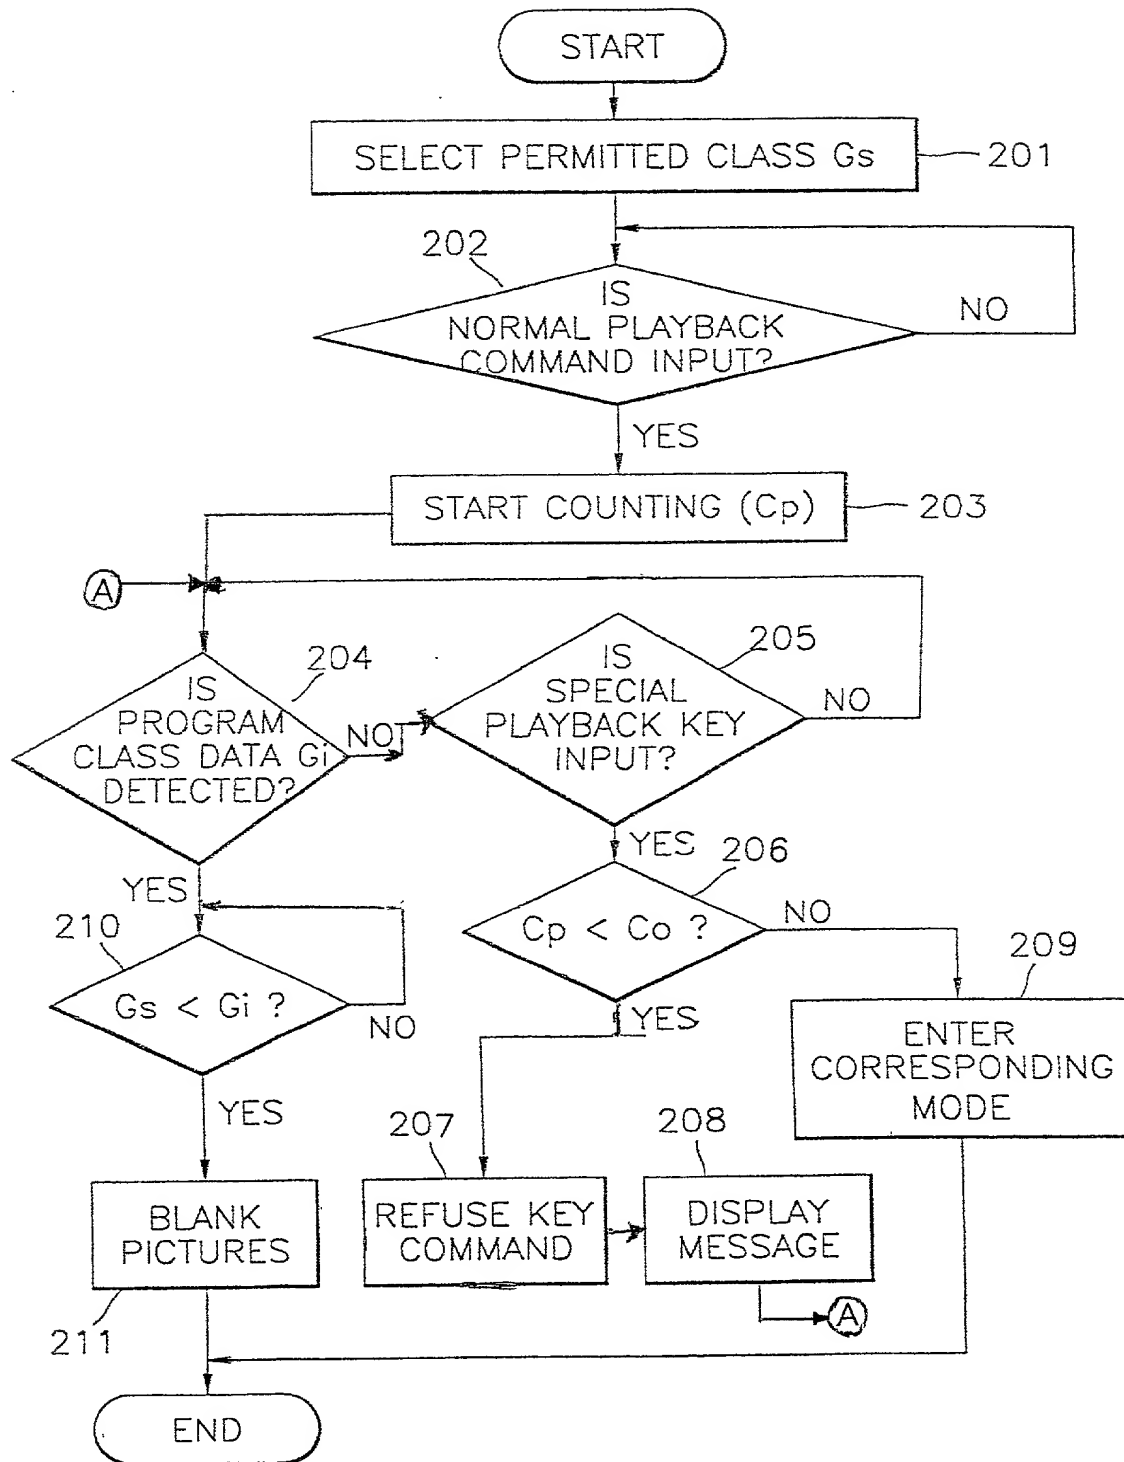 START
SELECT PERMITTED CLASS Gs
201
202
IS
NORMAL PLAYBACK
COMMAND INPUT?
NO
YES
START COUNTING (Cp)
203
A
204
IS
PROGRAM
CLASS DATA Gi
DETECTED?
NO
205
IS
SPECIAL
PLAYBACK KEY
INPUT?
NO
YES
YES
206
Cp < Co ?
NO
210
Gs < Gi ?
NO
YES
209
ENTER
CORRESPONDING
MODE
YES
207
REFUSE KEY
COMMAND
208
DISPLAY
MESSAGE
BLANK
PICTURES
211
A
END